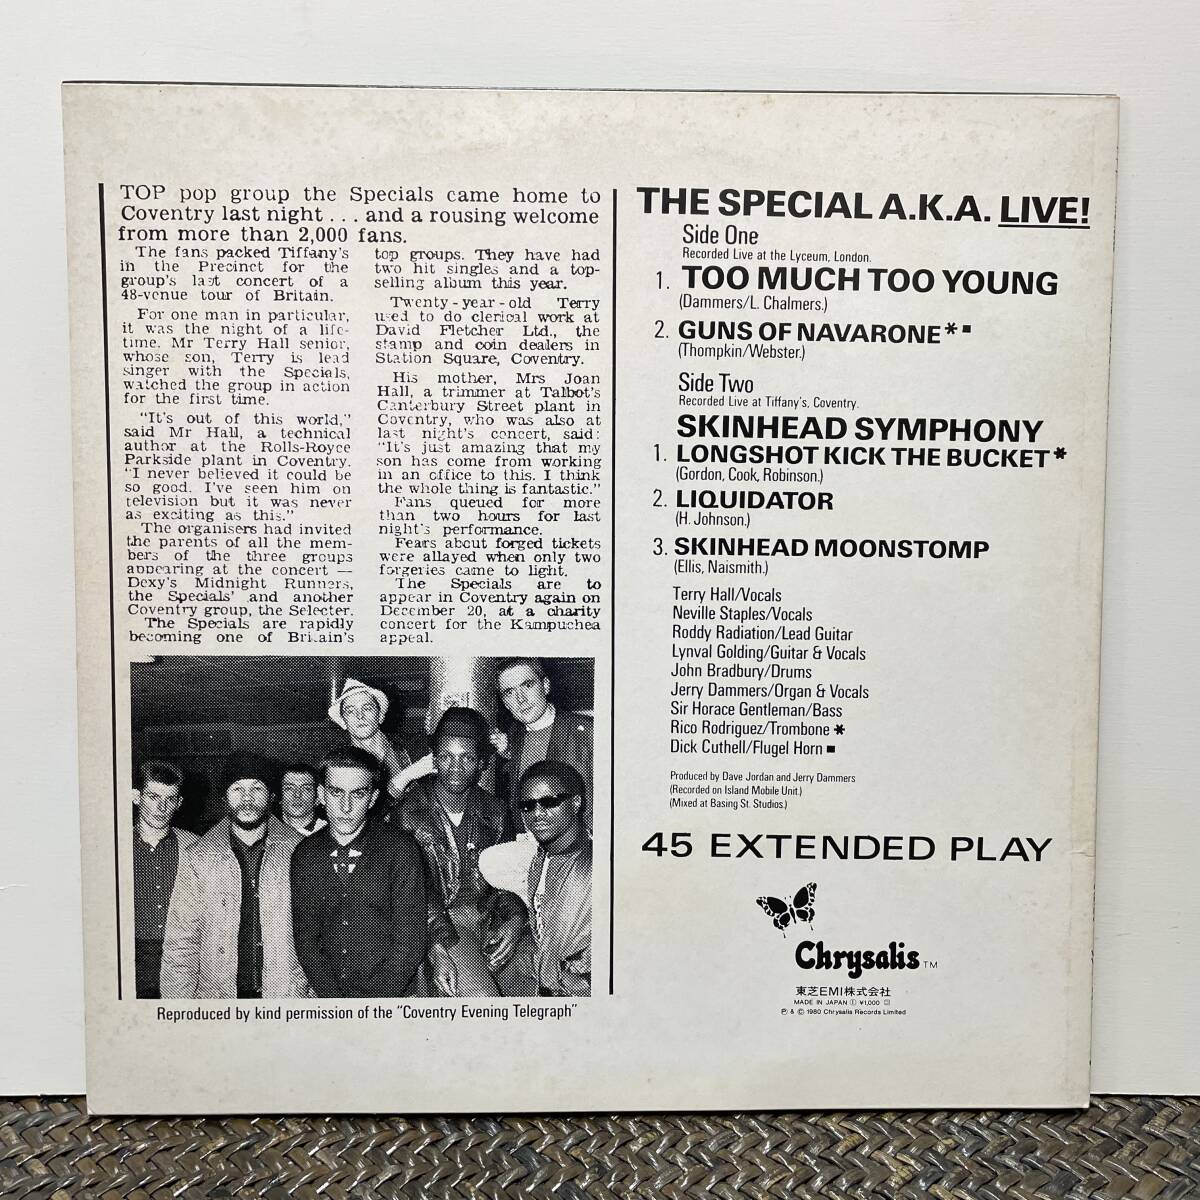 TOP pop group the Specials came home to
Coventry last night ... and a rousing welcome
from more than 2,000 fans.
The fans packed Tiffany's
in the Precinct for the
group's last concert of a
48-venue tour of Britain.
For one man in particular,
it was the night of a life-
time. Mr Terry Hall senior,
whose son, Terry is lead
singer with the Specials,
watched the group in action
for the first time.
"It's out of this world,"
said Mr Hall, a technical
author at the Rolls-Royce
Parkside plant in Coventry.
"I never believed it could be
so good. I've seen him on
television but it was never
as exciting as this."
The organisers had invited
the parents of all the mem-
bers of the three groups
appearing at the concert —
Dexy's Midnight Runners,
the Specials' and another
Coventry group, the Selecter.
The Specials are rapidly
becoming one of Britain's
top groups. They have had
two hit singles and a top-
selling album this year.
Twenty-year-old Terry
used to do clerical work at
David Fletcher Ltd., the
stamp and coin dealers in
Station Square, Coventry.
His mother, Mrs Joan
Hall, a trimmer at Talbot's
Canterbury Street plant in
Coventry, who was also at
last night's concert, said:
"It's just amazing that my
son has come from working
in an office to this. I think
the whole thing is fantastic."
Fans queued for more
than two hours for last
night's performance.
Fears about forged tickets
were allayed when only two
forgeries came to light.
The Specials are to
appear in Coventry again on
December 20, at a charity
concert for the Kampuchea
appeal.
Reproduced by kind permission of the "Coventry Evening Telegraph"
THE SPECIAL A.K.A. LIVE!
Side One
Recorded Live at the Lyceum, London.
1. TOO MUCH TOO YOUNG
(Dammers/L. Chalmers.)
2. GUNS OF NAVARONE*▪
(Thompkin/Webster.)
Side Two
Recorded Live at Tiffany's, Coventry.
SKINHEAD SYMPHONY
1. LONGSHOT KICK THE BUCKET*
(Gordon, Cook, Robinson.)
2. LIQUIDATOR
(H. Johnson.)
3. SKINHEAD MOONSTOMP
(Ellis, Naismith.)
Terry Hall/Vocals
Neville Staples/Vocals
Roddy Radiation/Lead Guitar
Lynval Golding/Guitar & Vocals
John Bradbury/Drums
Jerry Dammers/Organ & Vocals
Sir Horace Gentleman/Bass
Rico Rodriguez/Trombone *
Dick Cuthell/Flugel Horn ▪
Produced by Dave Jordan and Jerry Dammers
(Recorded on Island Mobile Unit.)
(Mixed at Basing St. Studios.)
45 EXTENDED PLAY
Chrysalis TM
東芝EMI株式会社
MADE IN JAPAN ¥1,000
℗ & © 1980 Chrysalis Records Limited